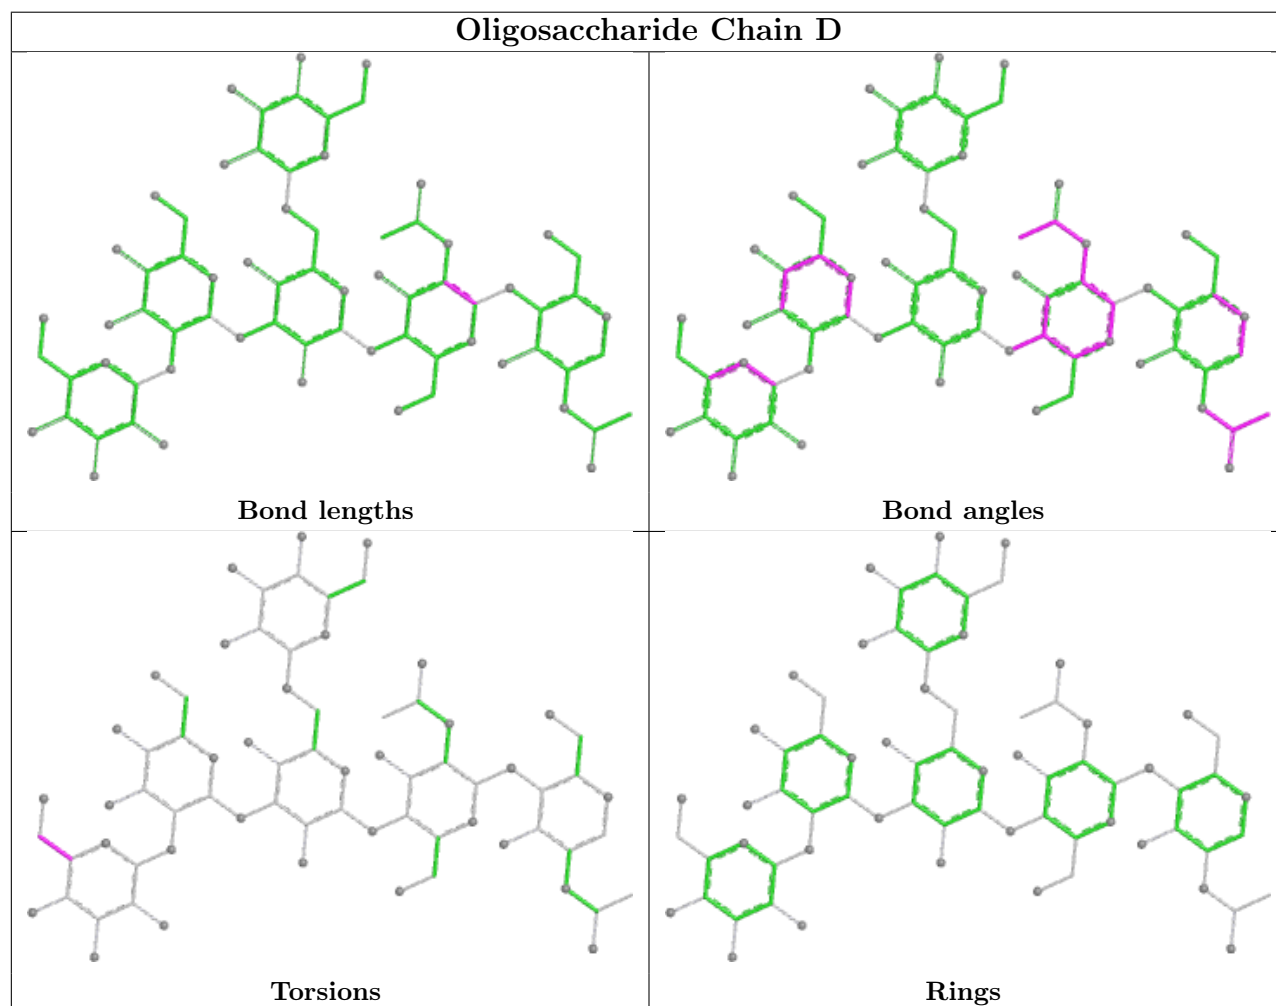 Oligosaccharide Chain D
Bond lengths
Bond angles
Torsions
Rings